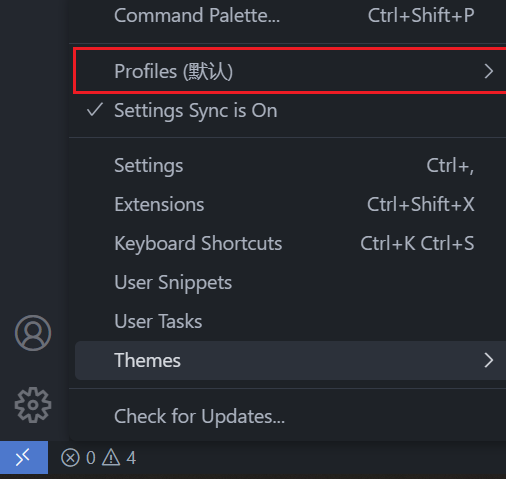 Command Palette... Ctrl+Shift+P
Profiles (默认)
Settings Sync is On
Settings Ctrl+,
Extensions Ctrl+Shift+X
Keyboard Shortcuts Ctrl+K Ctrl+S
User Snippets
User Tasks
Themes
Check for Updates...
0 4